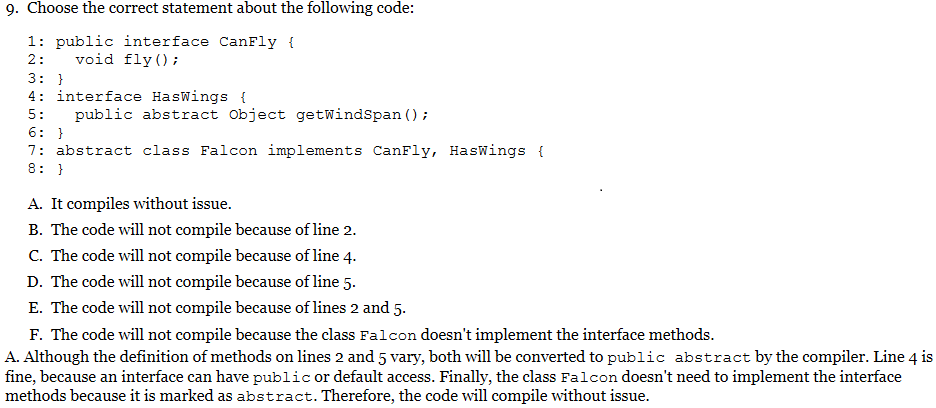 9. Choose the correct statement about the following code:
1: public interface CanFly {
2:   void fly();
3: }
4: interface HasWings {
5:   public abstract Object getWindSpan();
6: }
7: abstract class Falcon implements CanFly, HasWings {
8: }
A. It compiles without issue.
B. The code will not compile because of line 2.
C. The code will not compile because of line 4.
D. The code will not compile because of line 5.
E. The code will not compile because of lines 2 and 5.
F. The code will not compile because the class Falcon doesn't implement the interface methods.
A. Although the definition of methods on lines 2 and 5 vary, both will be converted to public abstract by the compiler. Line 4 is
fine, because an interface can have public or default access. Finally, the class Falcon doesn't need to implement the interface
methods because it is marked as abstract. Therefore, the code will compile without issue.